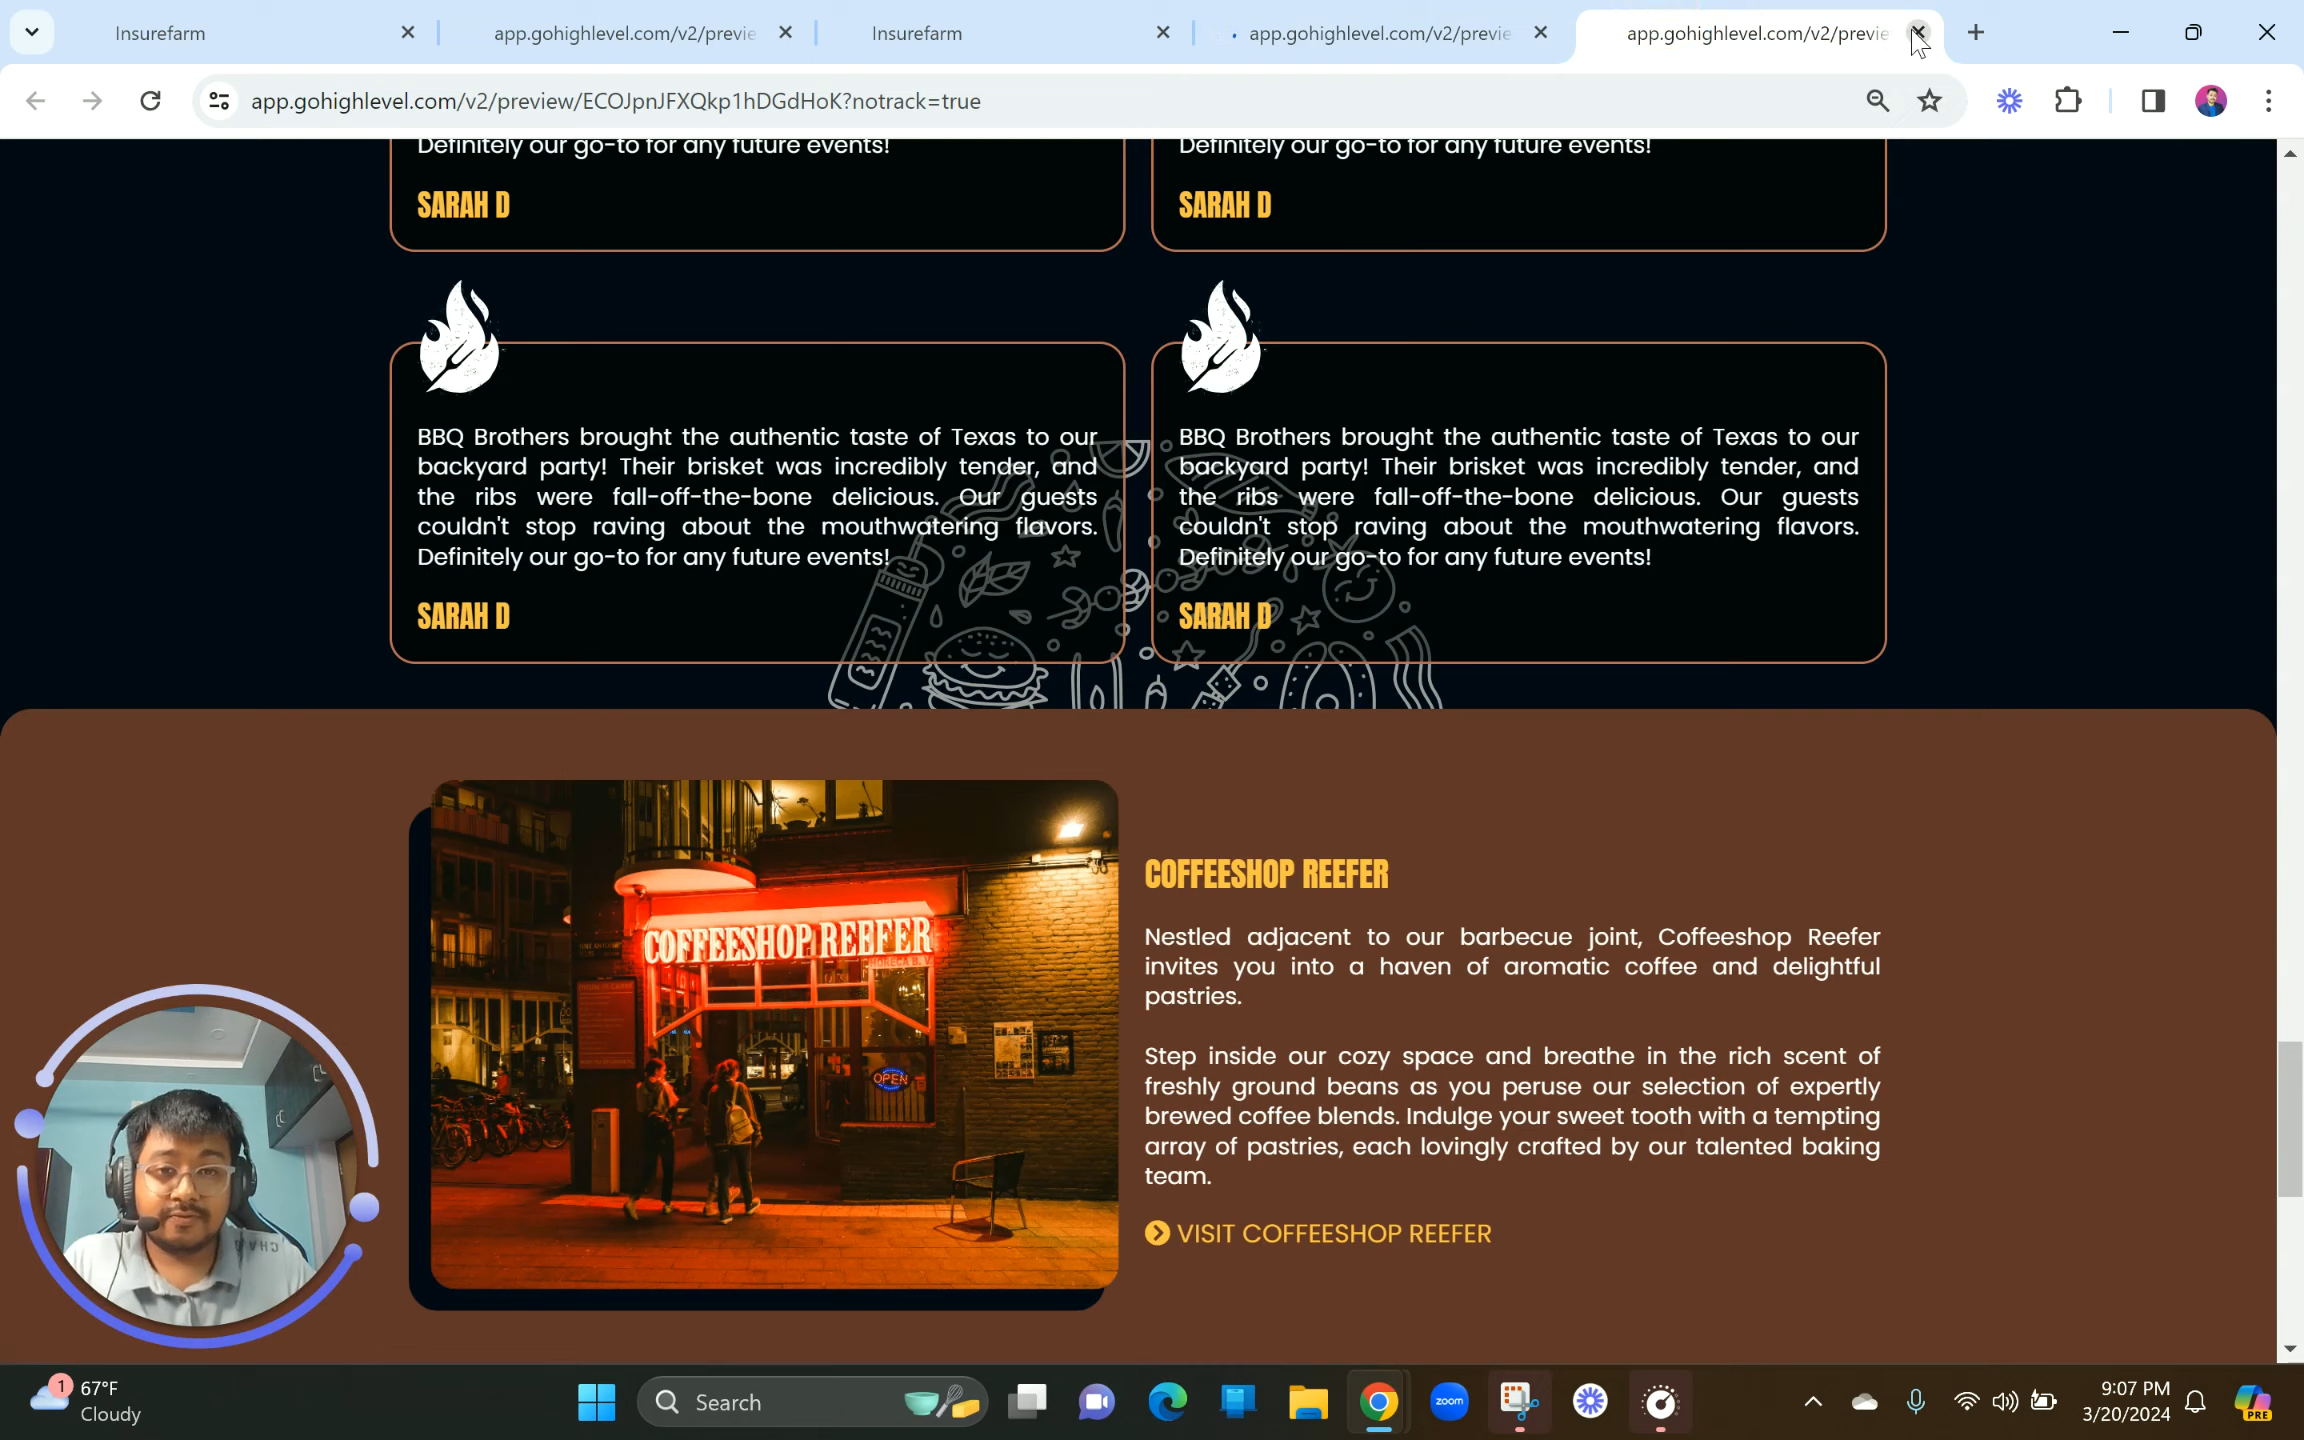 Insurefarm
app.gohighlevel.com/v2/previe
Insurefarm
app.gohighlevel.com/v2/previe
app.gohighlevel.com/v2/previe
app.gohighlevel.com/v2/preview/ECOJpnJFXQkp1hDGdHoK?notrack=true
Definitely our go-to for any future events!
SARAH D
Definitely our go-to for any future events!
SARAH D
BBQ Brothers brought the authentic taste of Texas to our
backyard party! Their brisket was incredibly tender, and
the ribs were fall-off-the-bone delicious. Our guests
couldn't stop raving about the mouthwatering flavors.
Definitely our go-to for any future events!
SARAH D
BBQ Brothers brought the authentic taste of Texas to our
backyard party! Their brisket was incredibly tender, and
the ribs were fall-off-the-bone delicious. Our guests
couldn't stop raving about the mouthwatering flavors.
Definitely our go-to for any future events!
SARAH D
COFFEESHOP REEFER
HORECA B.V
OPEN
COFFEESHOP REEFER
Nestled adjacent to our barbecue joint, Coffeeshop Reefer
invites you into a haven of aromatic coffee and delightful
pastries.
Step inside our cozy space and breathe in the rich scent of
freshly ground beans as you peruse our selection of expertly
brewed coffee blends. Indulge your sweet tooth with a tempting
array of pastries, each lovingly crafted by our talented baking
team.
VISIT COFFEESHOP REEFER
1
67°F
Cloudy
Search
zoom
9:07 PM
3/20/2024
PRE